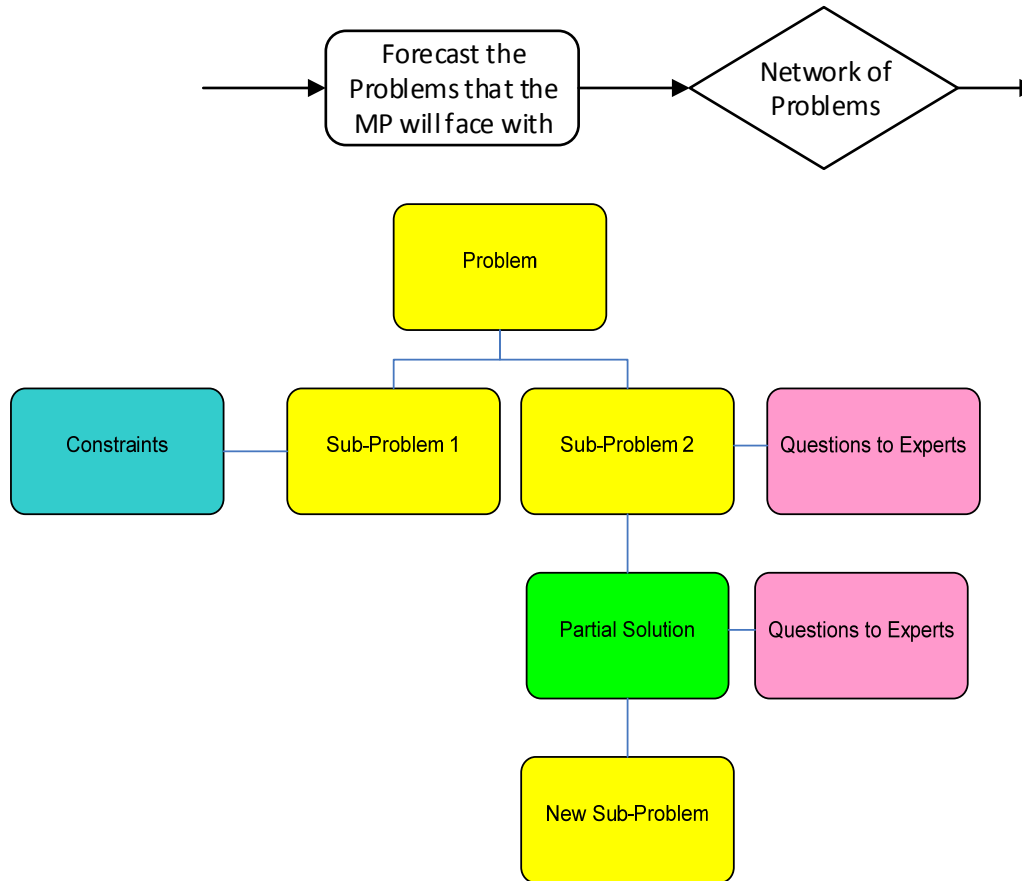 Forecast the
Problems that the
MP will face with
Network of
Problems
Problem
Constraints
Sub-Problem 1
Sub-Problem 2
Questions to Experts
Partial Solution
Questions to Experts
New Sub-Problem